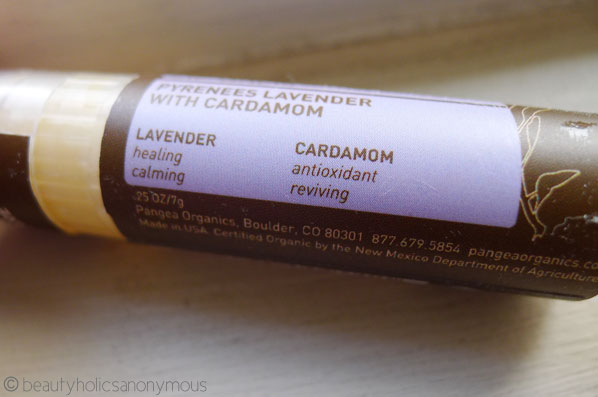 PYRENEES LAVENDER
WITH CARDAMOM
LAVENDER
healing
calming
CARDAMOM
antioxidant
reviving
.25 OZ/7g
Pangea Organics, Boulder, CO 80301 877.679.5854 pangeaorganics.co
Made in USA. Certified Organic by the New Mexico Department of Agriculture
© beautyholicsanonymous